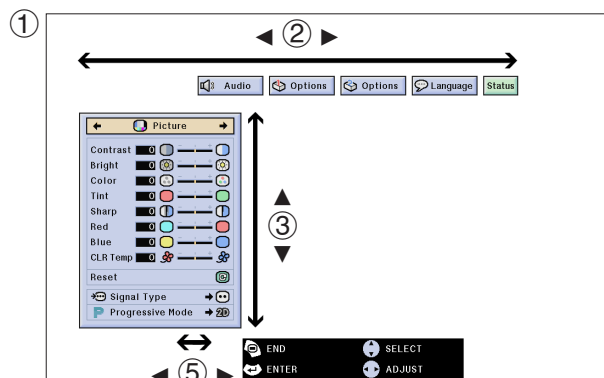 ①
◀ ② ▶
Audio Options Options Language Status
Picture
Contrast 0
Bright 0
Color 0
Tint 0
Sharp 0
Red 0
Blue 0
CLR Temp 0
Reset
Signal Type
P Progressive Mode 2D
▲
③
▼
◀ ⑤ ▶
END SELECT
ENTER ADJUST